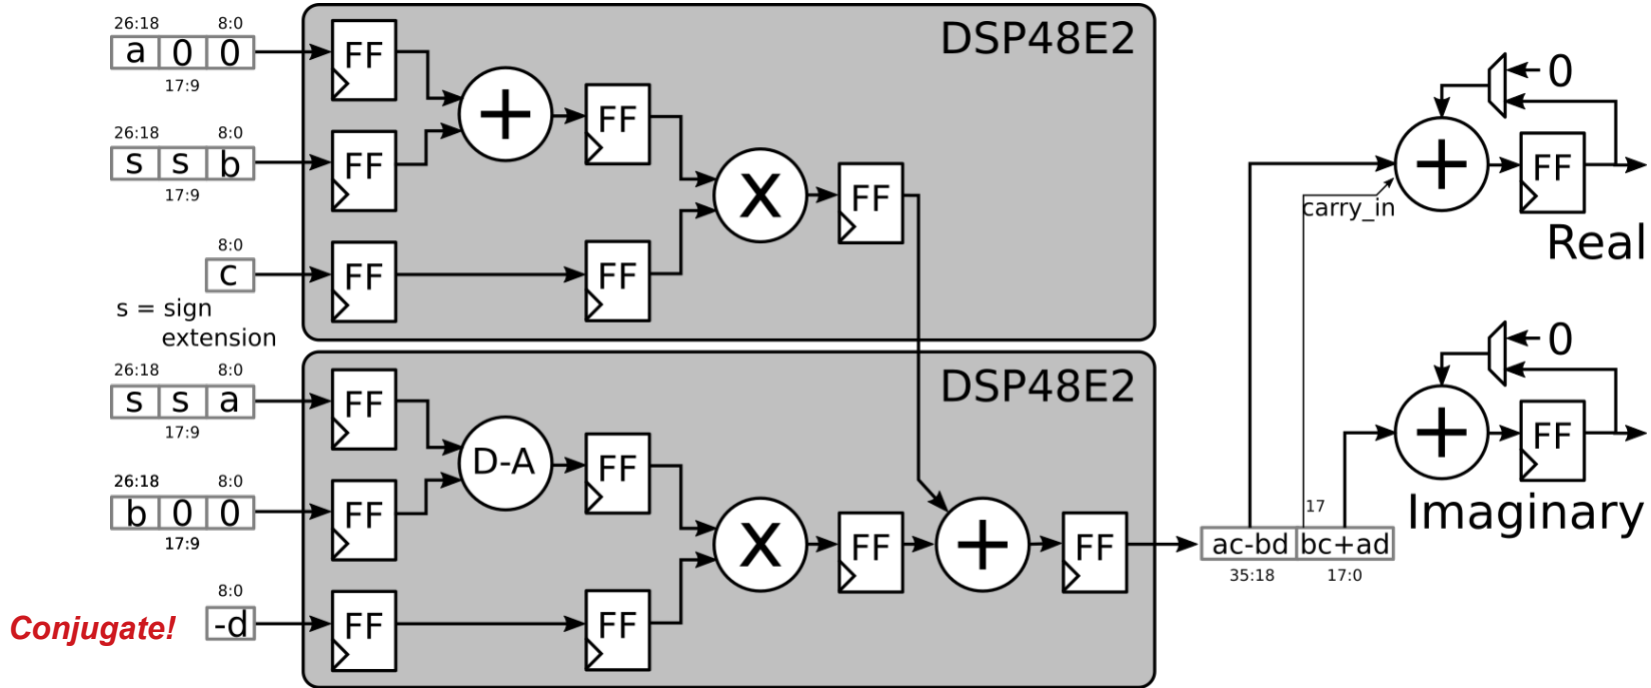 26:18 8:0
a 0 0
17:9
FF
DSP48E2
26:18 8:0
s s b
17:9
FF
+
FF
8:0
c
FF
FF
X
FF
s = sign
extension
26:18 8:0
s s a
17:9
FF
DSP48E2
26:18 8:0
b 0 0
17:9
FF
D-A
FF
8:0
Conjugate!
-d
FF
FF
X
FF
+
FF
ac-bd bc+ad
35:18 17:0
17
0
+
FF
carry_in
Real
0
+
FF
Imaginary